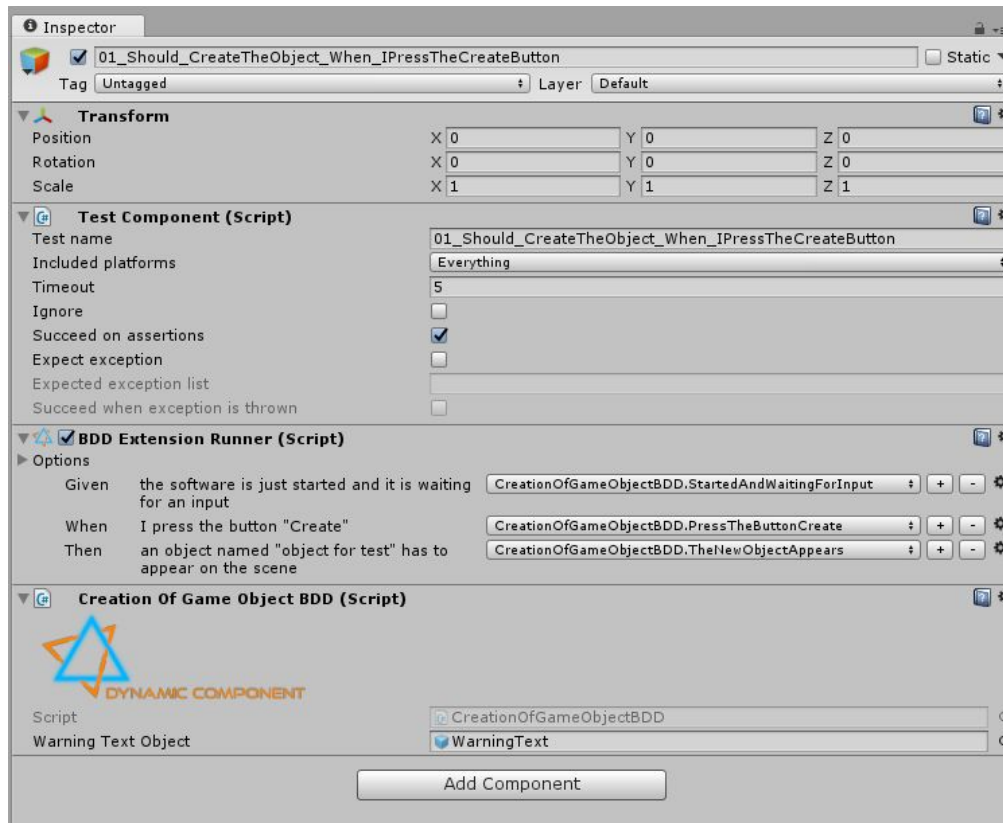 Inspector
01_Should_CreateTheObject_When_IPressTheCreateButton Static
Tag Untagged Layer Default
Transform
Position X 0 Y 0 Z 0
Rotation X 0 Y 0 Z 0
Scale X 1 Y 1 Z 1
Test Component (Script)
Test name 01_Should_CreateTheObject_When_IPressTheCreateButton
Included platforms Everything
Timeout 5
Ignore
Succeed on assertions
Expect exception
Expected exception list
Succeed when exception is thrown
BDD Extension Runner (Script)
Options
Given the software is just started and it is waiting CreationOfGameObjectBDD.StartedAndWaitingForInput + -
for an input
When I press the button "Create" CreationOfGameObjectBDD.PressTheButtonCreate + -
Then an object named "object for test" has to CreationOfGameObjectBDD.TheNewObjectAppears + -
appear on the scene
Creation Of Game Object BDD (Script)
DYNAMIC COMPONENT
Script CreationOfGameObjectBDD
Warning Text Object WarningText
Add Component